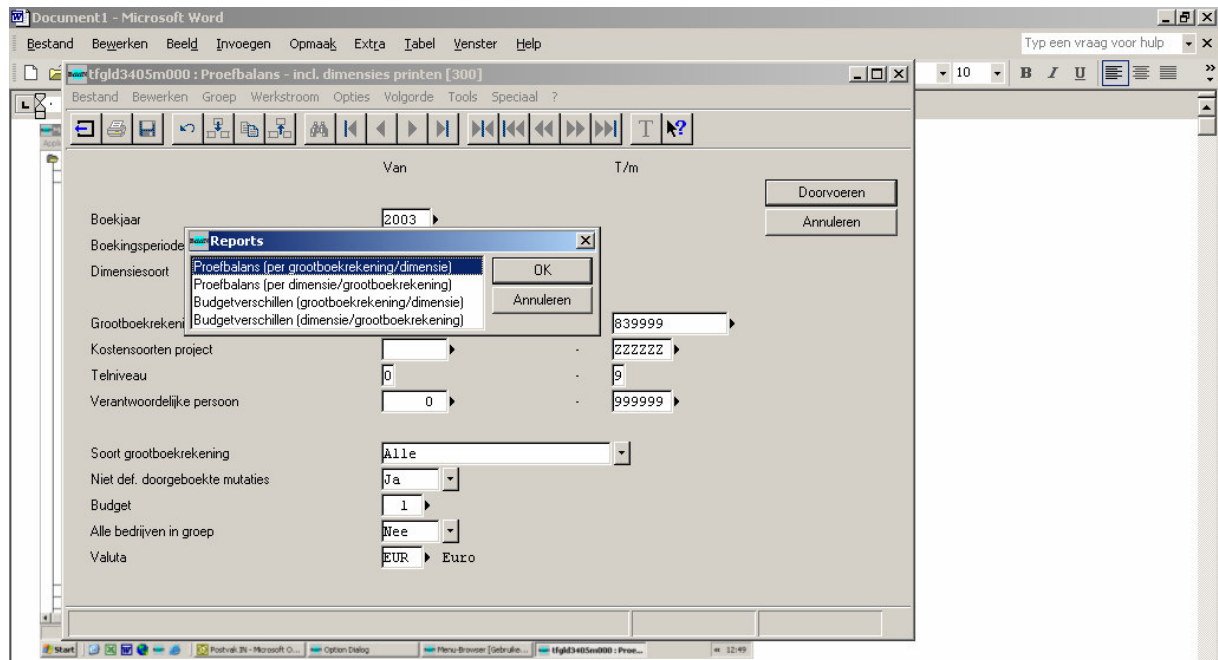 Document1 - Microsoft Word
Bestand Bewerken Beeld Invoegen Opmaak Extra Tabel Venster Help
Typ een vraag voor hulp
tfgld3405m000 : Proefbalans - incl. dimensies printen [300]
10 B I U
Bestand Bewerken Groep Werkstroom Opties Volgorde Tools Speciaal ?
T ?
Van T/m
Doorvoeren
Boekjaar 2003
Annuleren
Boekingsperiode
Reports
Dimensiesoort
Proefbalans (per grootboekrekening/dimensie)
OK
Proefbalans (per dimensie/grootboekrekening)
Budgetverschillen (grootboekrekening/dimensie)
Annuleren
Budgetverschillen (dimensie/grootboekrekening)
Grootboekrekeni 839999
Kostensoorten project - ZZZZZZ
Telniveau 0 - 9
Verantwoordelijke persoon 0 - 999999
Soort grootboekrekening Alle
Niet def. doorgeboekte mutaties Ja
Budget 1
Alle bedrijven in groep Nee
Valuta EUR Euro
Start Postvak IN - Microsoft O... Option Dialog Menu-Browser [Gebruike... tfgld3405m000 : Proe... 12:49